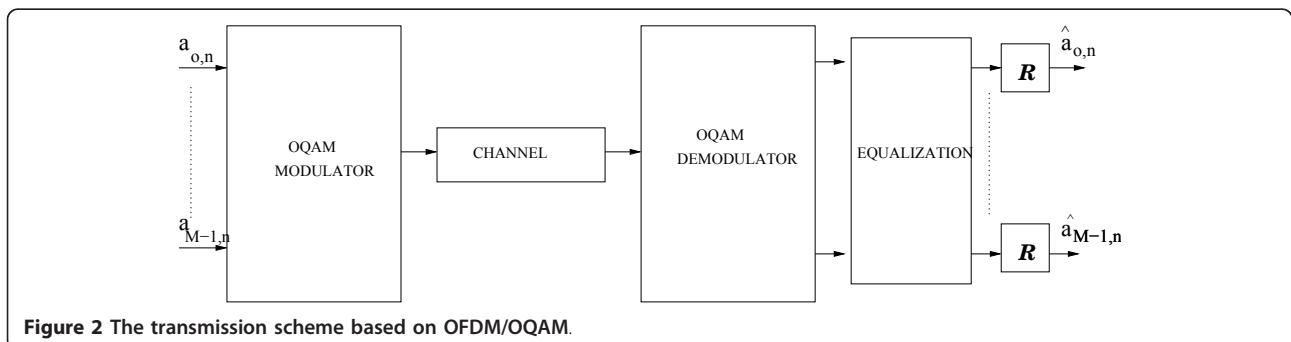 a_{o,n}
a_{M−1,n}
OQAM
MODULATOR
CHANNEL
OQAM
DEMODULATOR
EQUALIZATION
R
â_{o,n}
R
â_{M−1,n}
Figure 2 The transmission scheme based on OFDM/OQAM.